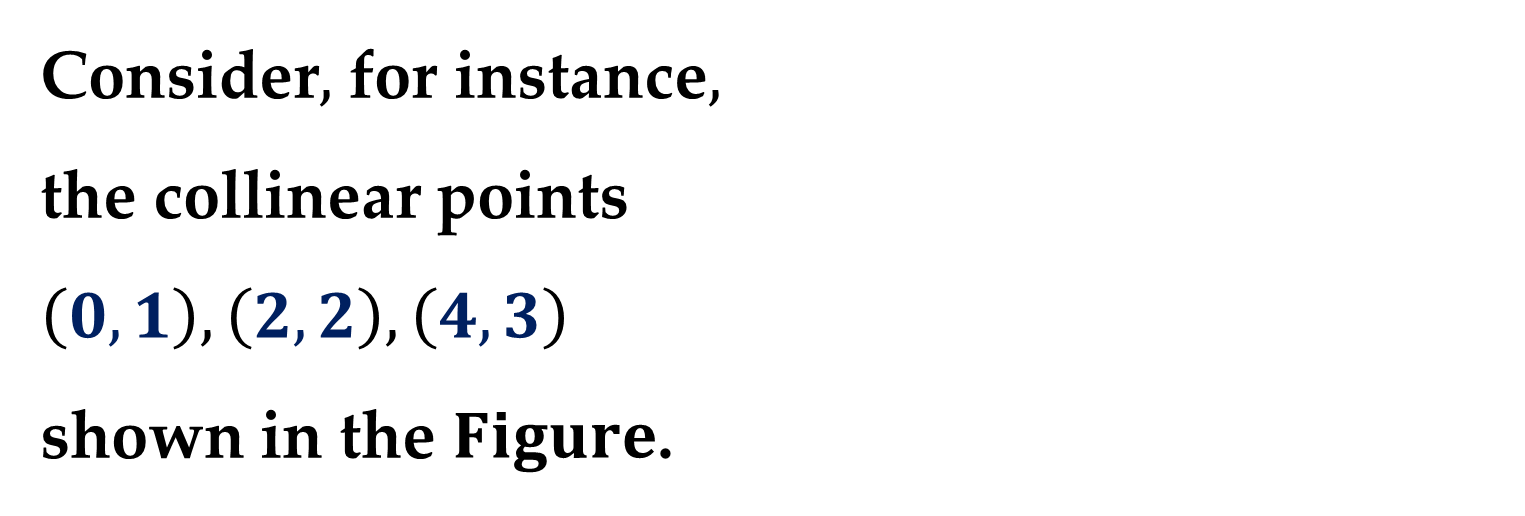 Consider, for instance,
the collinear points
(0, 1), (2, 2), (4, 3)
shown in the Figure.